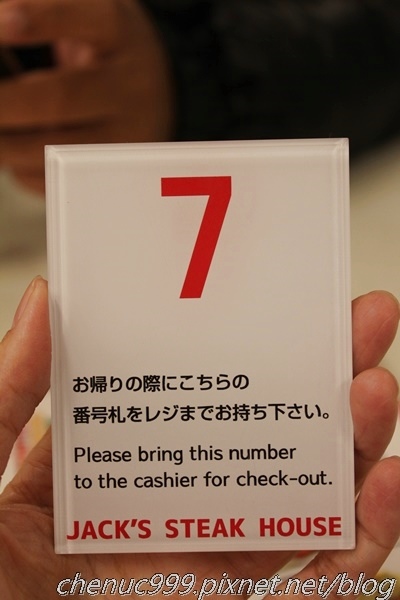 7
お帰りの際にこちらの
番号札をレジまでお持ち下さい。
Please bring this number
to the cashier for check-out.
JACK'S STEAK HOUSE
chenuc999.pixnet.net/blog